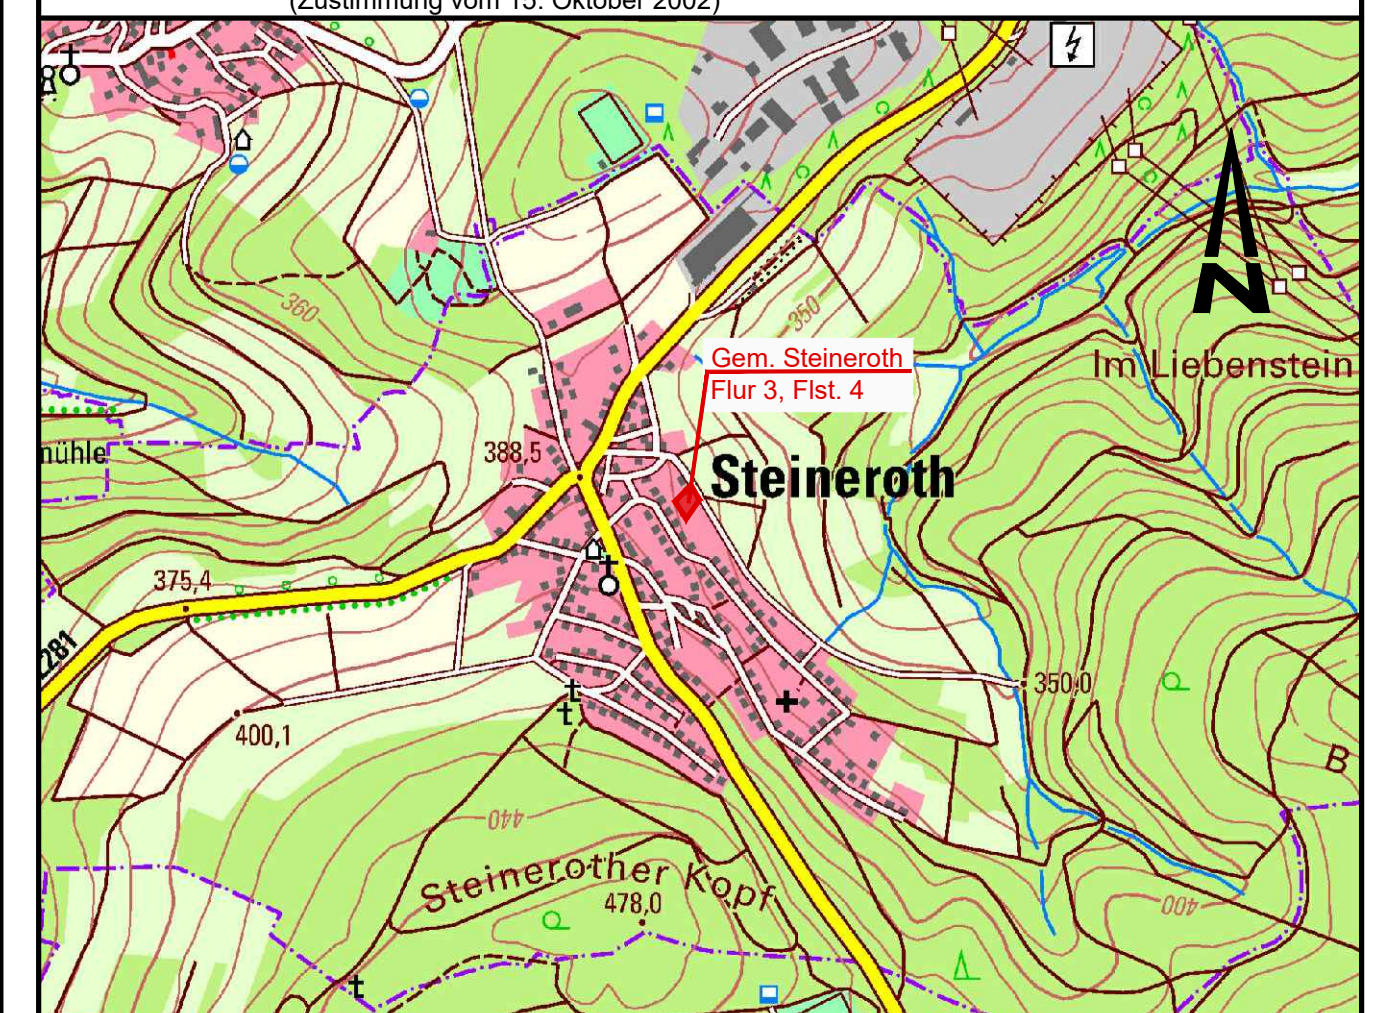 (Zustimmung vom 15. Oktober 2002)
N
360
350
Gem. Steineroth
Flur 3, Flst. 4
Im Liebenstein
388,5
mühle
Steineroth
375,4
281
350,0
400,1
B
440
Steinerother Kopf
478,0
400